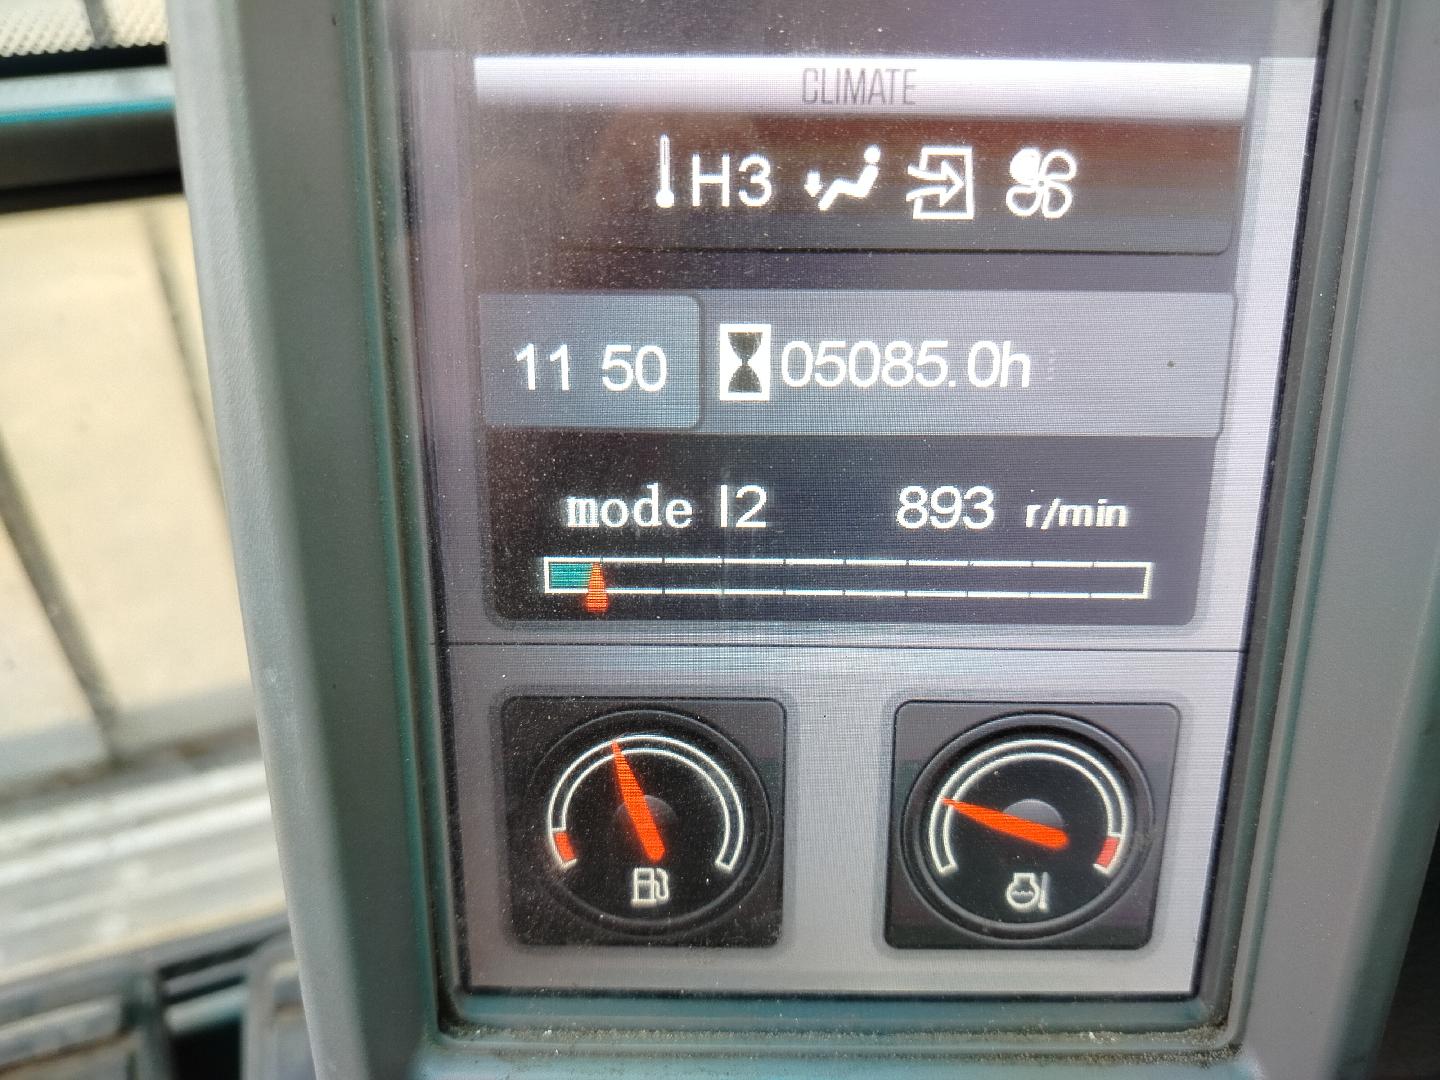 CLIMATE
H3
11 50 05085.0h
mode I2 893 r/min